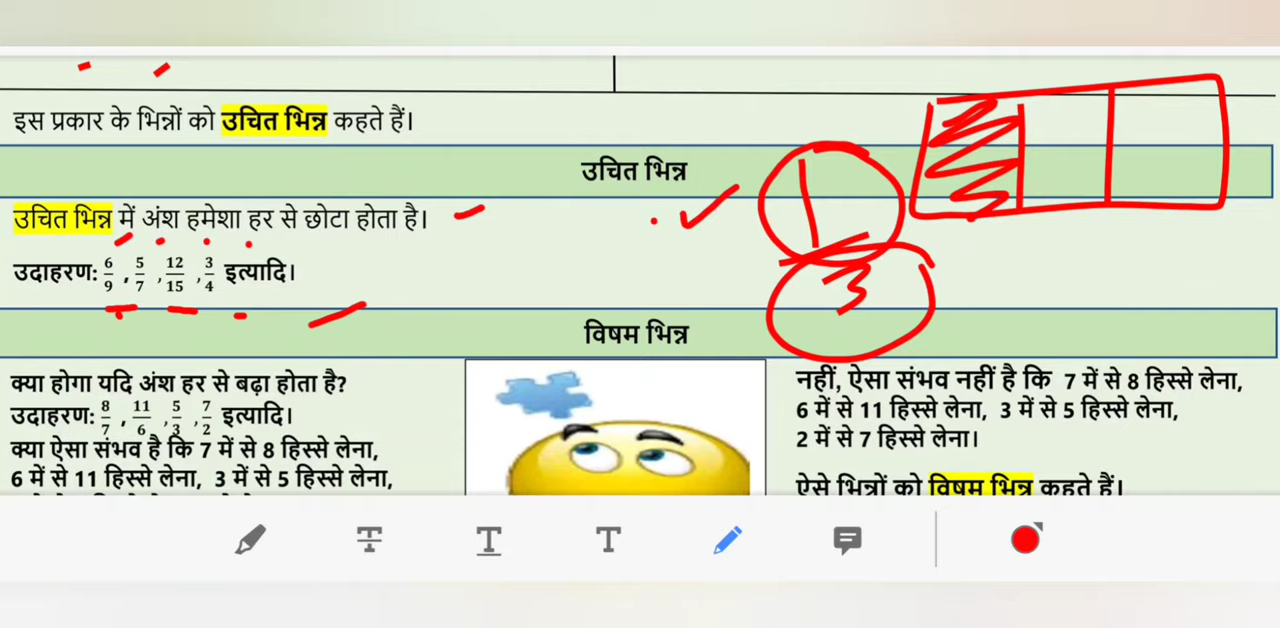 इस प्रकार के भिन्नों को उचित भिन्न कहते हैं।
उचित भिन्न
उचित भिन्न में अंश हमेशा हर से छोटा होता है।
उदाहरण: 6/9 , 5/7 , 12/15 , 3/4 इत्यादि।
1/3
विषम भिन्न
क्या होगा यदि अंश हर से बढ़ा होता है?
उदाहरण: 8/7 , 11/6 , 5/3 , 7/2 इत्यादि।
क्या ऐसा संभव है कि 7 में से 8 हिस्से लेना,
6 में से 11 हिस्से लेना, 3 में से 5 हिस्से लेना,
नहीं, ऐसा संभव नहीं है कि 7 में से 8 हिस्से लेना,
6 में से 11 हिस्से लेना, 3 में से 5 हिस्से लेना,
2 में से 7 हिस्से लेना।
ऐसे भिन्नों को विषम भिन्न कहते हैं।
T
T
T